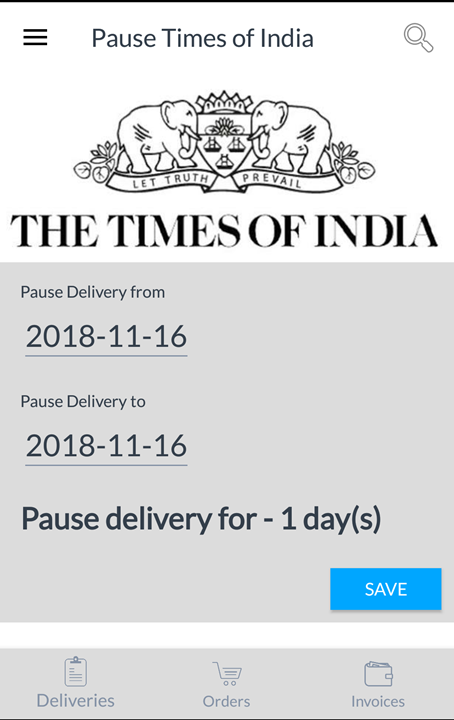 Pause Times of India
LET TRUTH PREVAIL
THE TIMES OF INDIA
Pause Delivery from
2018-11-16
Pause Delivery to
2018-11-16
Pause delivery for - 1 day(s)
SAVE
Deliveries
Orders
Invoices